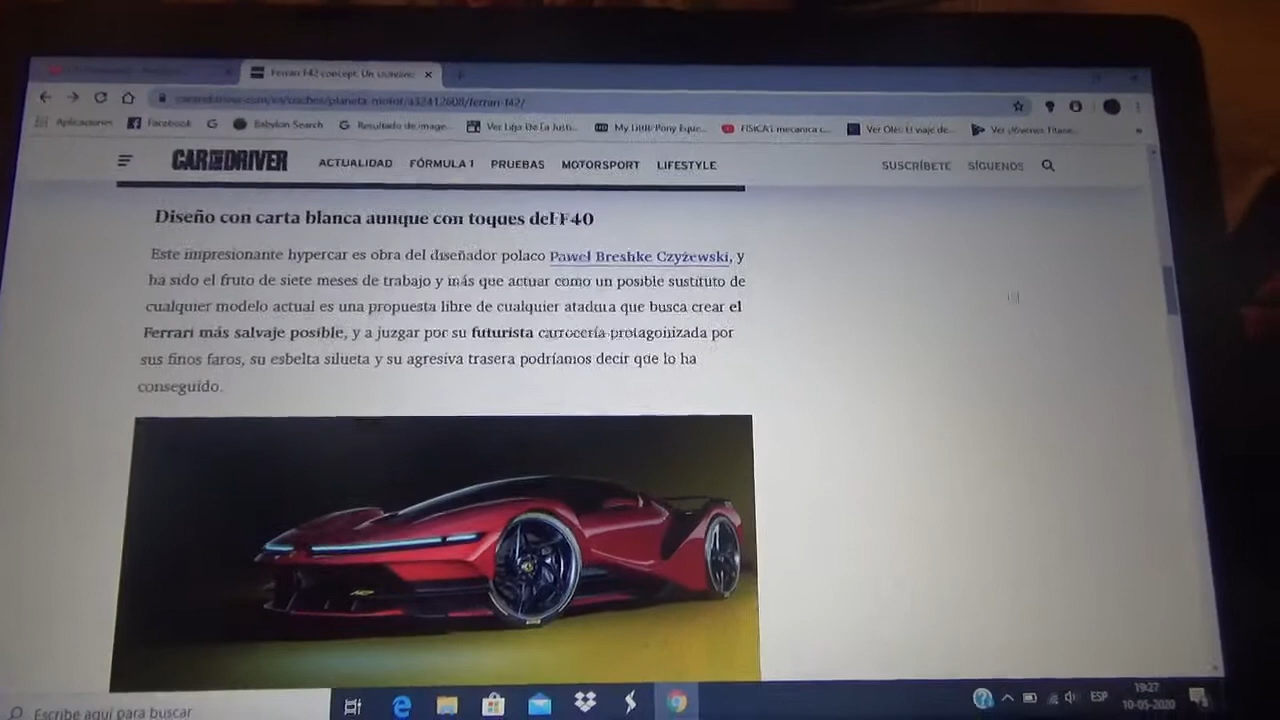 Ferrari F42 concept. Un
caranddriver.com/es/coches/planeta-motor/a32412608/ferrari-f42/
Aplicaciones Facebook Babylon Search Resultado de image... Ver Liga De La Justi... My Little Pony Eque... FISICA1 mecanica c... Ver Olé: El viaje de... Ver Jóvenes Titane...
CAR AND DRIVER ACTUALIDAD FÓRMULA 1 PRUEBAS MOTORSPORT LIFESTYLE SUSCRÍBETE SÍGUENOS
Diseño con carta blanca aunque con toques del F40
Este impresionante hypercar es obra del diseñador polaco Pawel Breshke Czyżewski, y
ha sido el fruto de siete meses de trabajo y más que actuar como un posible sustituto de
cualquier modelo actual es una propuesta libre de cualquier atadura que busca crear el
Ferrari más salvaje posible, y a juzgar por su futurista carrocería protagonizada por
sus finos faros, su esbelta silueta y su agresiva trasera podríamos decir que lo ha
conseguido.
Escribe aquí para buscar
ESP
19:27
10-05-2020